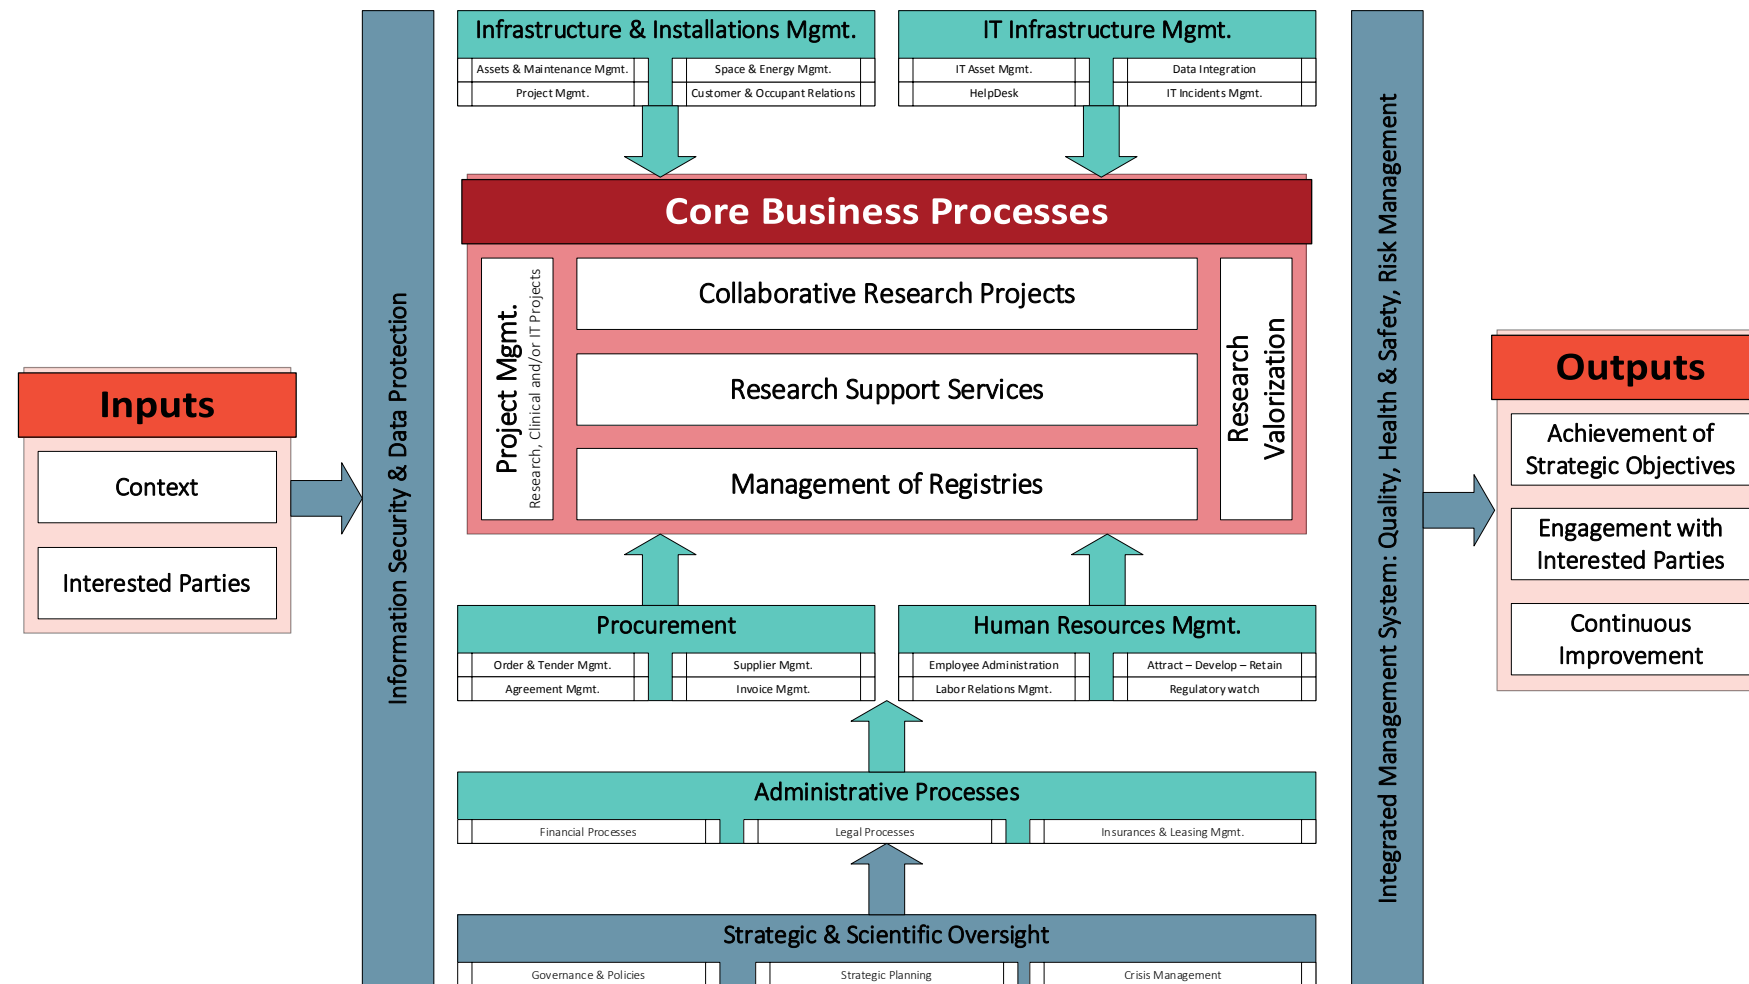 Infrastructure & Installations Mgmt.
Assets & Maintenance Mgmt.
Space & Energy Mgmt.
Project Mgmt.
Customer & Occupant Relations
IT Infrastructure Mgmt.
IT Asset Mgmt.
Data Integration
HelpDesk
IT Incidents Mgmt.
Inputs
Context
Interested Parties
Information Security & Data Protection
Core Business Processes
Project Mgmt.
Research, Clinical and/or IT Projects
Collaborative Research Projects
Research Support Services
Management of Registries
Research
Valorization
Procurement
Order & Tender Mgmt.
Supplier Mgmt.
Agreement Mgmt.
Invoice Mgmt.
Human Resources Mgmt.
Employee Administration
Attract – Develop – Retain
Labor Relations Mgmt.
Regulatory watch
Administrative Processes
Financial Processes
Legal Processes
Insurances & Leasing Mgmt.
Strategic & Scientific Oversight
Governance & Policies
Strategic Planning
Crisis Management
Integrated Management System: Quality, Health & Safety, Risk Management
Outputs
Achievement of
Strategic Objectives
Engagement with
Interested Parties
Continuous
Improvement